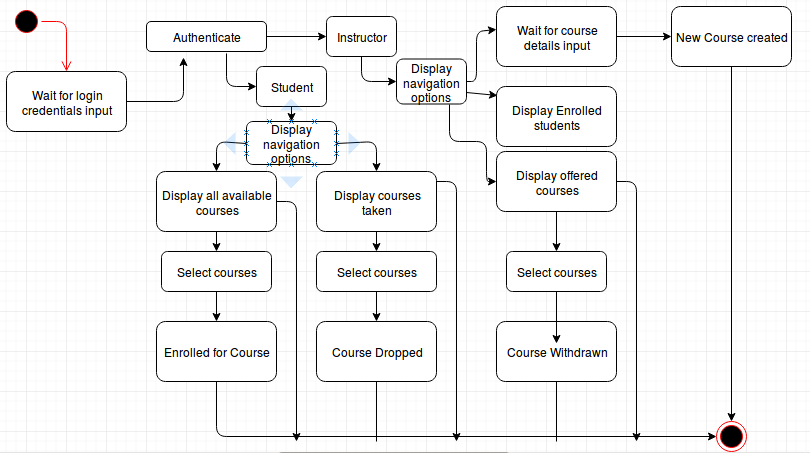 Wait for login
credentials input
Authenticate
Instructor
Student
Display
navigation
options
Display
navigation
options
Wait for course
details input
New Course created
Display Enrolled
students
Display offered
courses
Display all available
courses
Display courses
taken
Select courses
Select courses
Select courses
Enrolled for Course
Course Dropped
Course Withdrawn